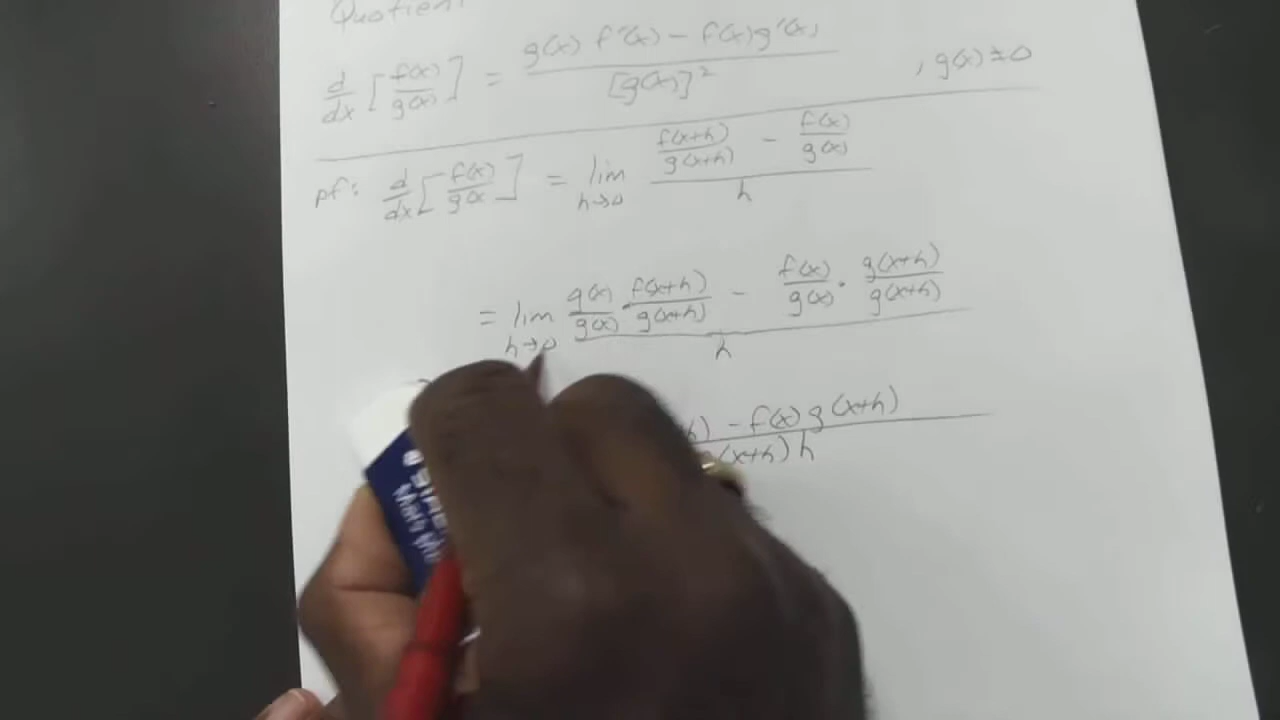 Quotient
d/dx [f(x)/g(x)] = g(x) f'(x) - f(x)g'(x) / [g(x)]² , g(x) ≠ 0
pf: d/dx [f(x)/g(x] = lim h→0 f(x+h)/g(x+h) - f(x)/g(x) / h
= lim h→0 g(x)/g(x) · f(x+h)/g(x+h) - f(x)/g(x) · g(x+h)/g(x+h) / h
h) - f(x) g(x+h) / (x+h) h